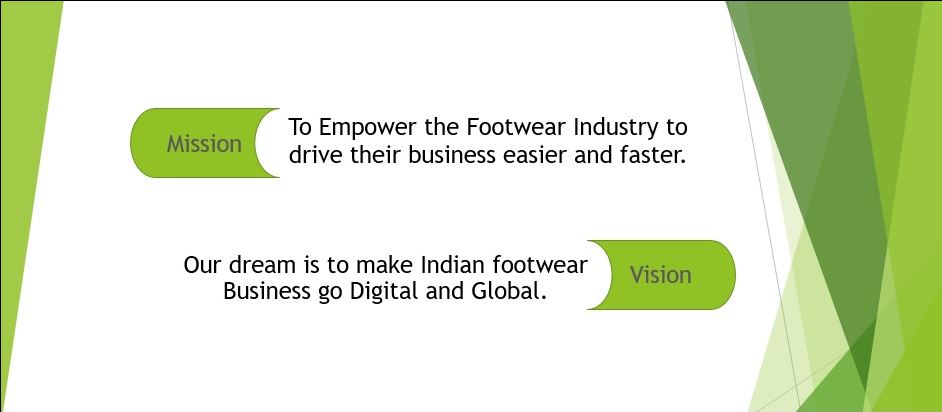 Mission
To Empower the Footwear Industry to
drive their business easier and faster.
Our dream is to make Indian footwear
Business go Digital and Global.
Vision